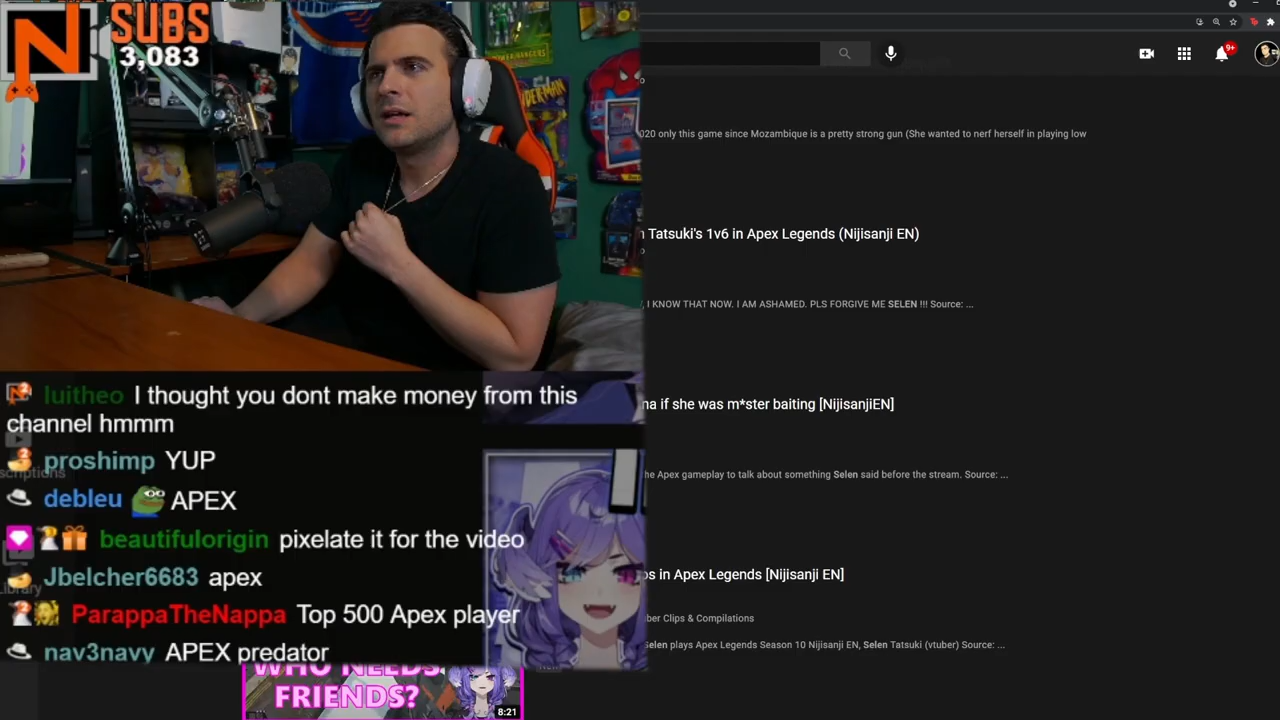 N
SUBS
3,083
9+
SPIDERMAN
020 only this game since Mozambique is a pretty strong gun (She wanted to nerf herself in playing low
Tatsuki's 1v6 in Apex Legends (Nijisanji EN)
I KNOW THAT NOW. I AM ASHAMED. PLS FORGIVE ME SELEN !!! Source: ...
na if she was m*ster baiting [NijisanjiEN]
he Apex gameplay to talk about something Selen said before the stream. Source: ...
os in Apex Legends [Nijisanji EN]
ber Clips & Compilations
Selen plays Apex Legends Season 10 Nijisanji EN, Selen Tatsuki (vtuber) Source: ...
luitheo I thought you dont make money from this
channel hmmm
proshimp YUP
scriptions
debleu APEX
beautifulorigin pixelate it for the video
Jbelcher6683 apex
Library
ParappaTheNappa Top 500 Apex player
nav3navy APEX predator
WHO NEEDS
FRIENDS?
8:21